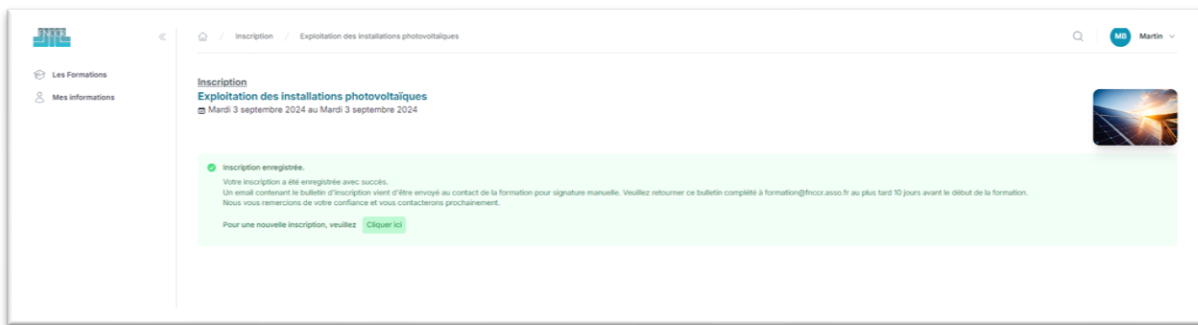 FNCCR
Inscription / Exploitation des installations photovoltaïques
MB Martin
Les Formations
Mes informations
Inscription
Exploitation des installations photovoltaïques
Mardi 3 septembre 2024 au Mardi 3 septembre 2024
Inscription enregistrée.
Votre inscription a été enregistrée avec succès.
Un email contenant le bulletin d'inscription vient d'être envoyé au contact de la formation pour signature manuelle. Veuillez retourner ce bulletin complété à formation@fnccr.asso.fr au plus tard 10 jours avant le début de la formation.
Nous vous remercions de votre confiance et vous contacterons prochainement.
Pour une nouvelle inscription, veuillez Cliquer ici